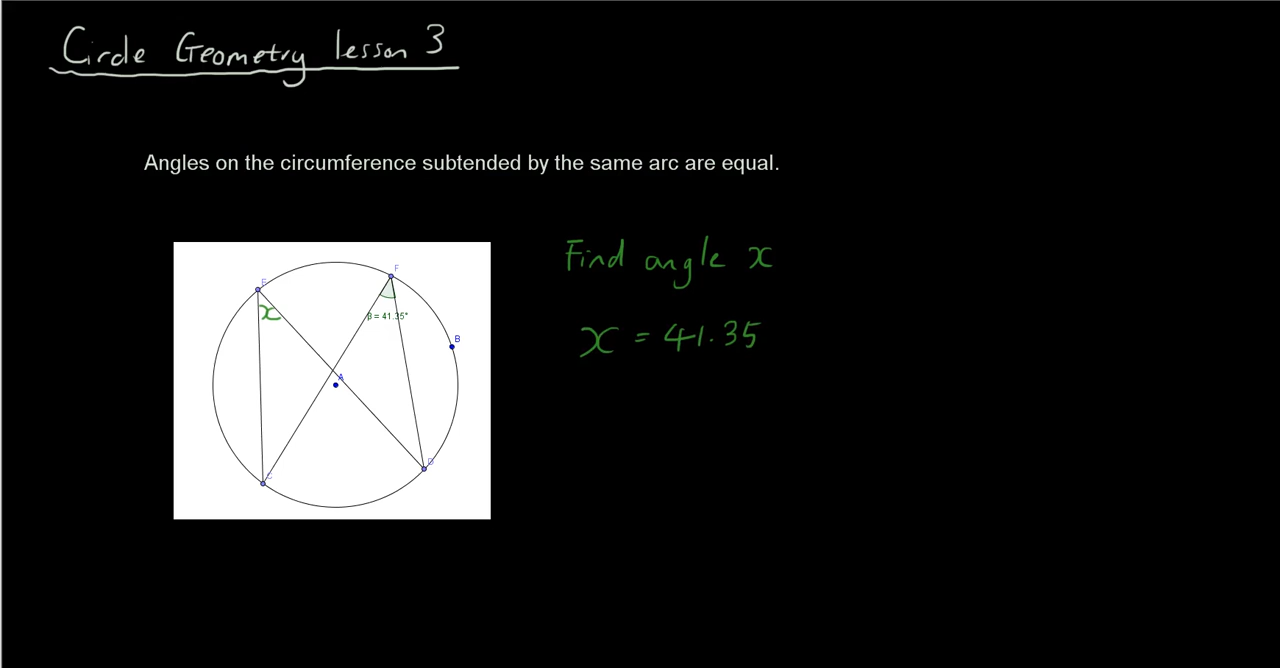 Circle Geometry lesson 3
Angles on the circumference subtended by the same arc are equal.
Find angle x
x = 41.35
E
F
x
β = 41.35°
B
A
C
D